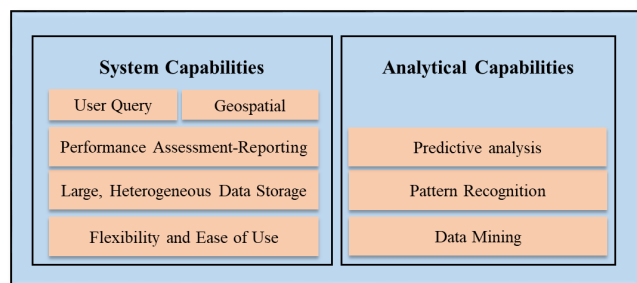 System Capabilities
User Query
Geospatial
Performance Assessment-Reporting
Large, Heterogeneous Data Storage
Flexibility and Ease of Use
Analytical Capabilities
Predictive analysis
Pattern Recognition
Data Mining